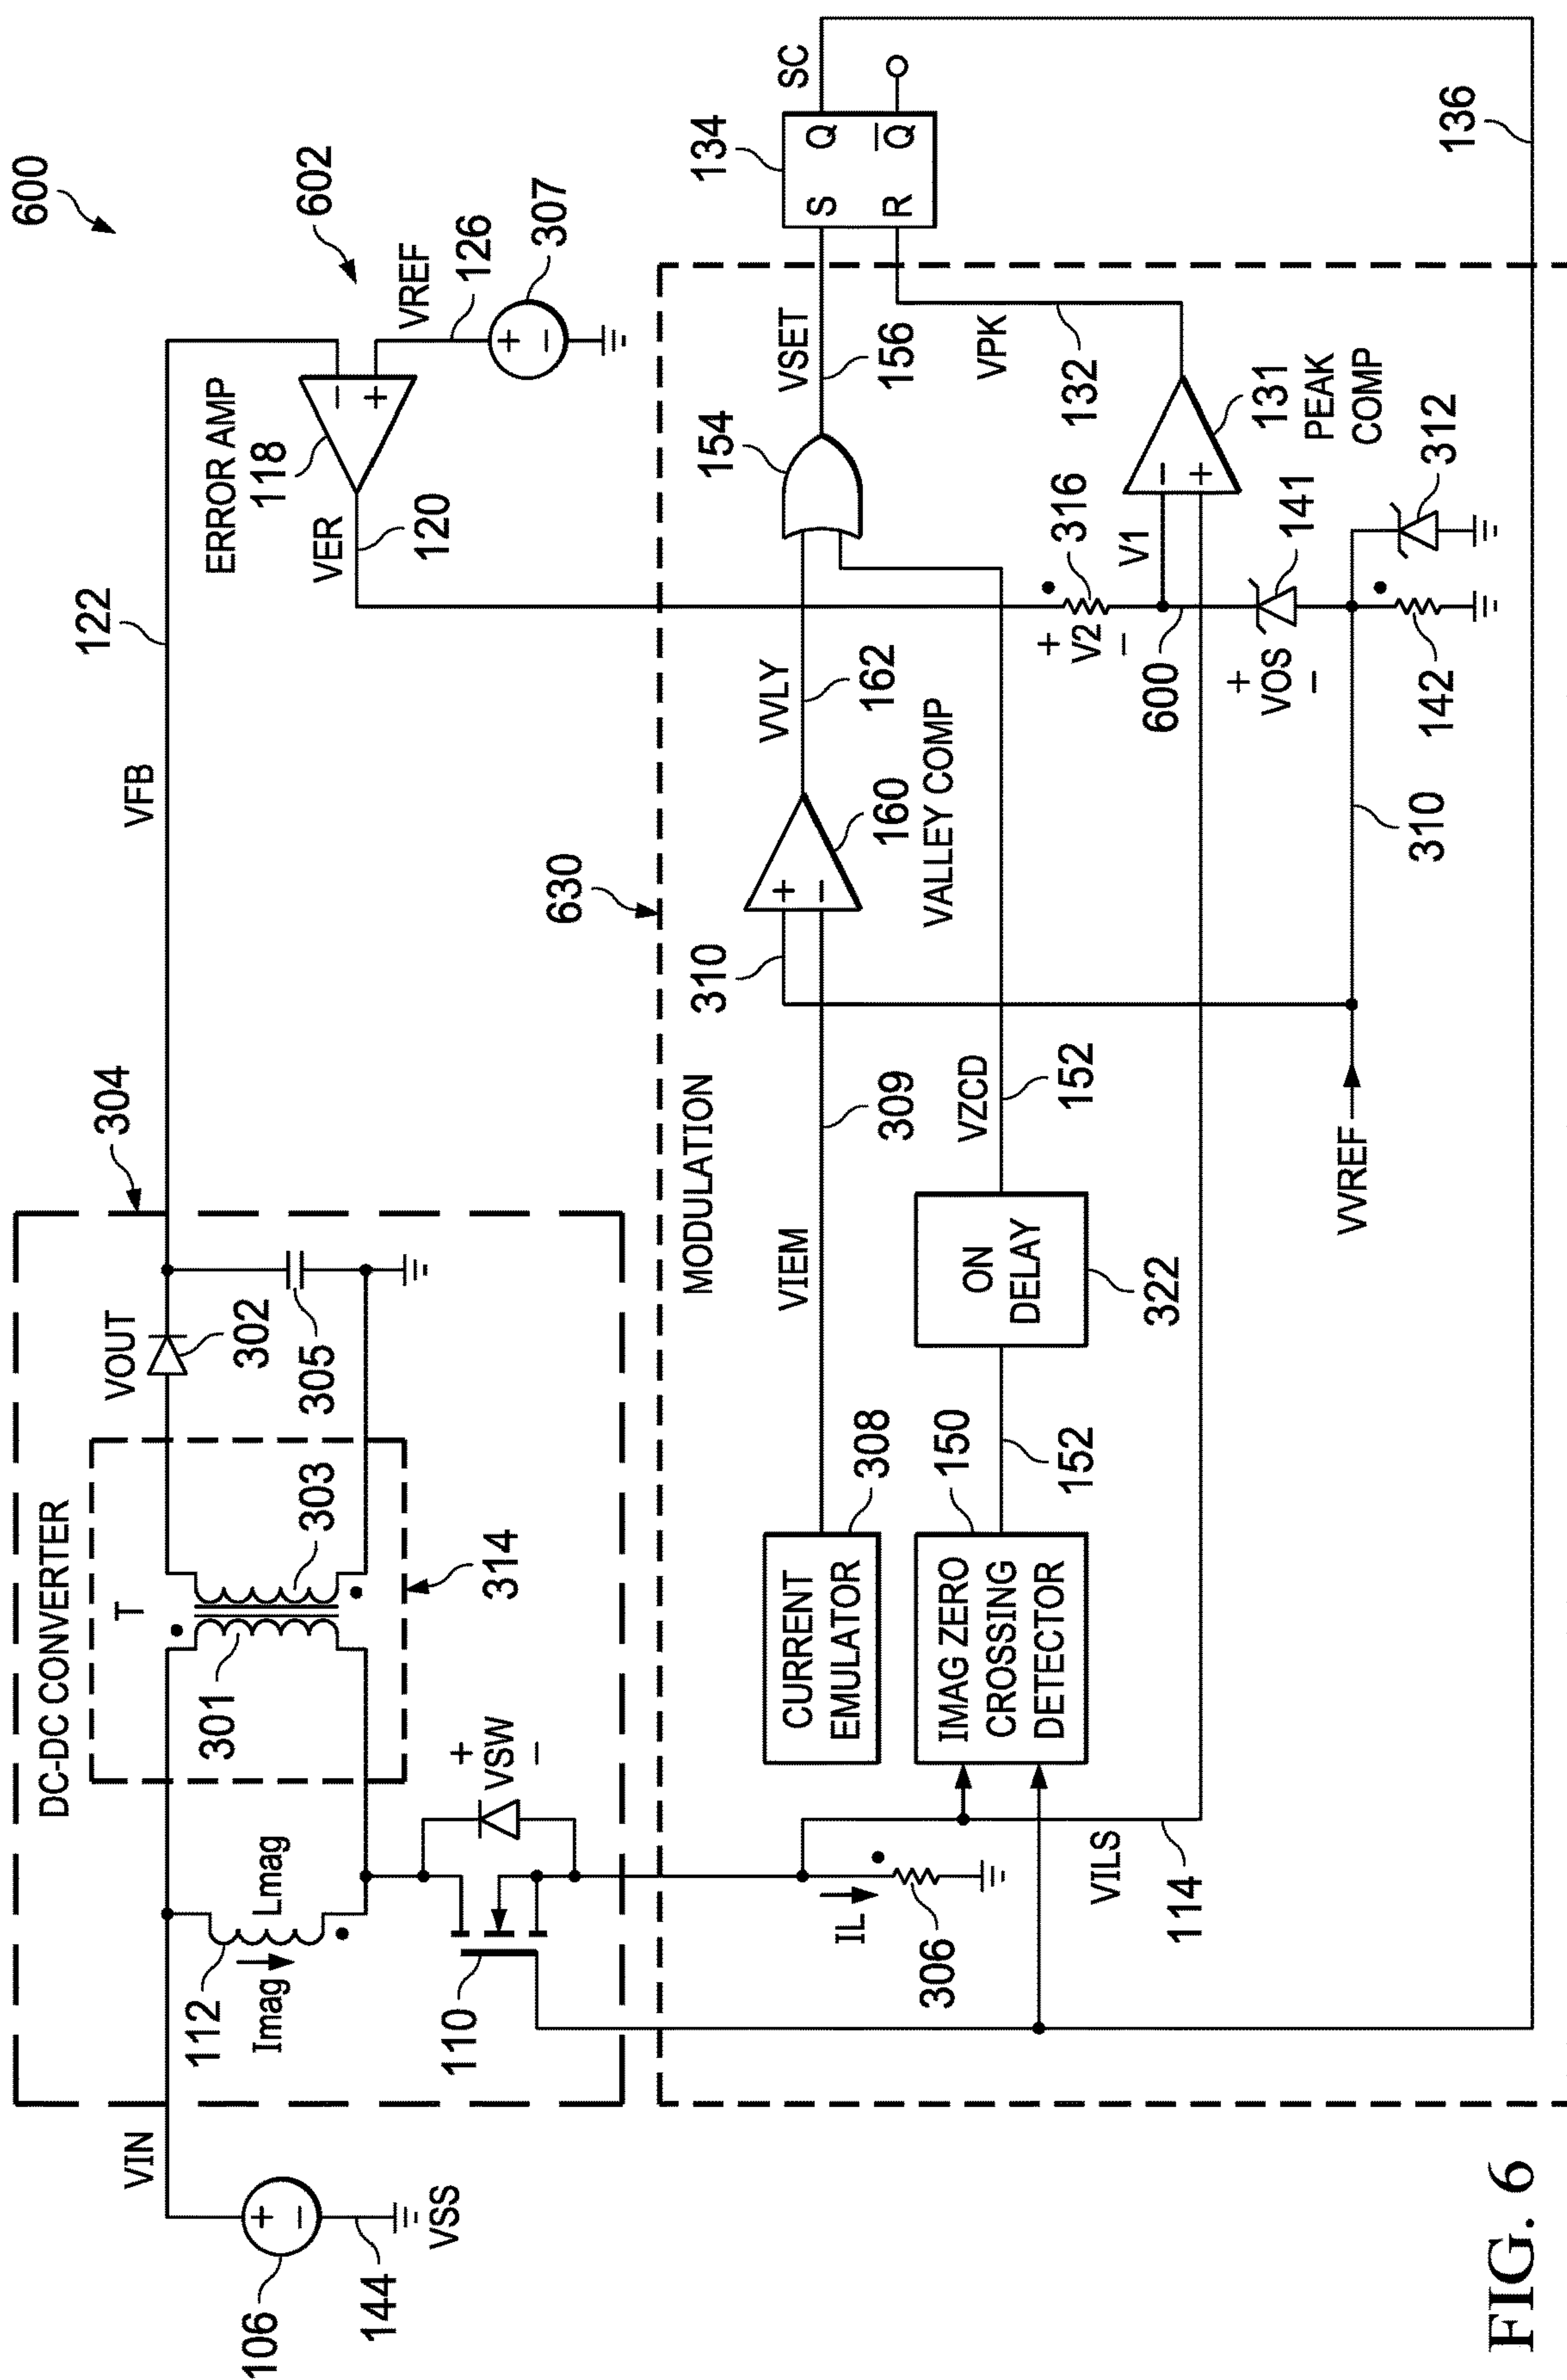 600
122
VFB
304
DC-DC CONVERTER
T
301
303
314
VOUT
302
305
VIN
106
+
−
144
VSS
112
Imag
Lmag
110
+
VSW
−
ERROR AMP
118
−
+
VER
120
602
VREF
126
+
−
307
630
MODULATION
310
+
−
160
VALLEY COMP
VVLY
162
154
VSET
156
134
S
Q
R
Q
SC
VIEM
309
CURRENT
EMULATOR
308
IMAG ZERO
CROSSING
DETECTOR
150
152
ON
DELAY
322
VZCD
152
IL
306
VILS
114
+
V2
−
316
V1
600
−
+
131
PEAK
COMP
VPK
132
+
VOS
−
141
142
312
310
VVREF
136
FIG. 6